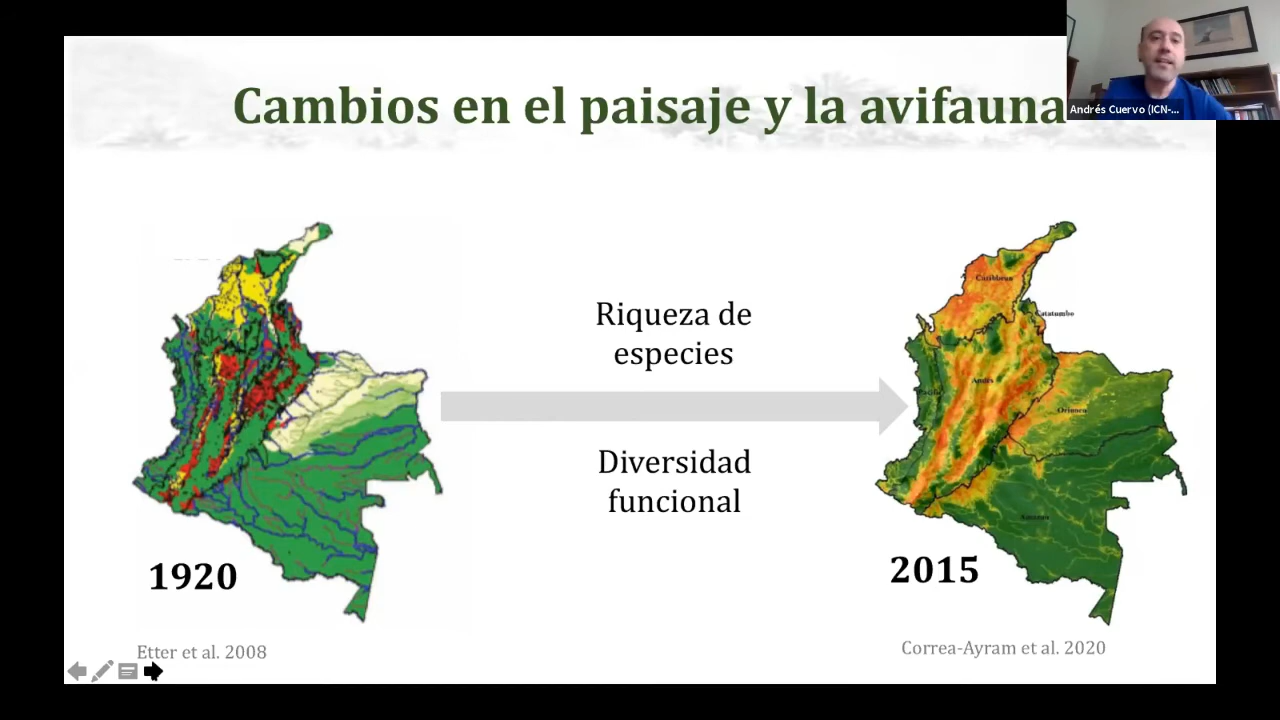 Cambios en el paisaje y la avifauna
Andrés Cuervo (ICN-...
Riqueza de
especies
Diversidad
funcional
1920
Etter et al. 2008
Caribbean
Catatumbo
Andes
Pacific
Orinoco
Amazon
2015
Correa-Ayram et al. 2020